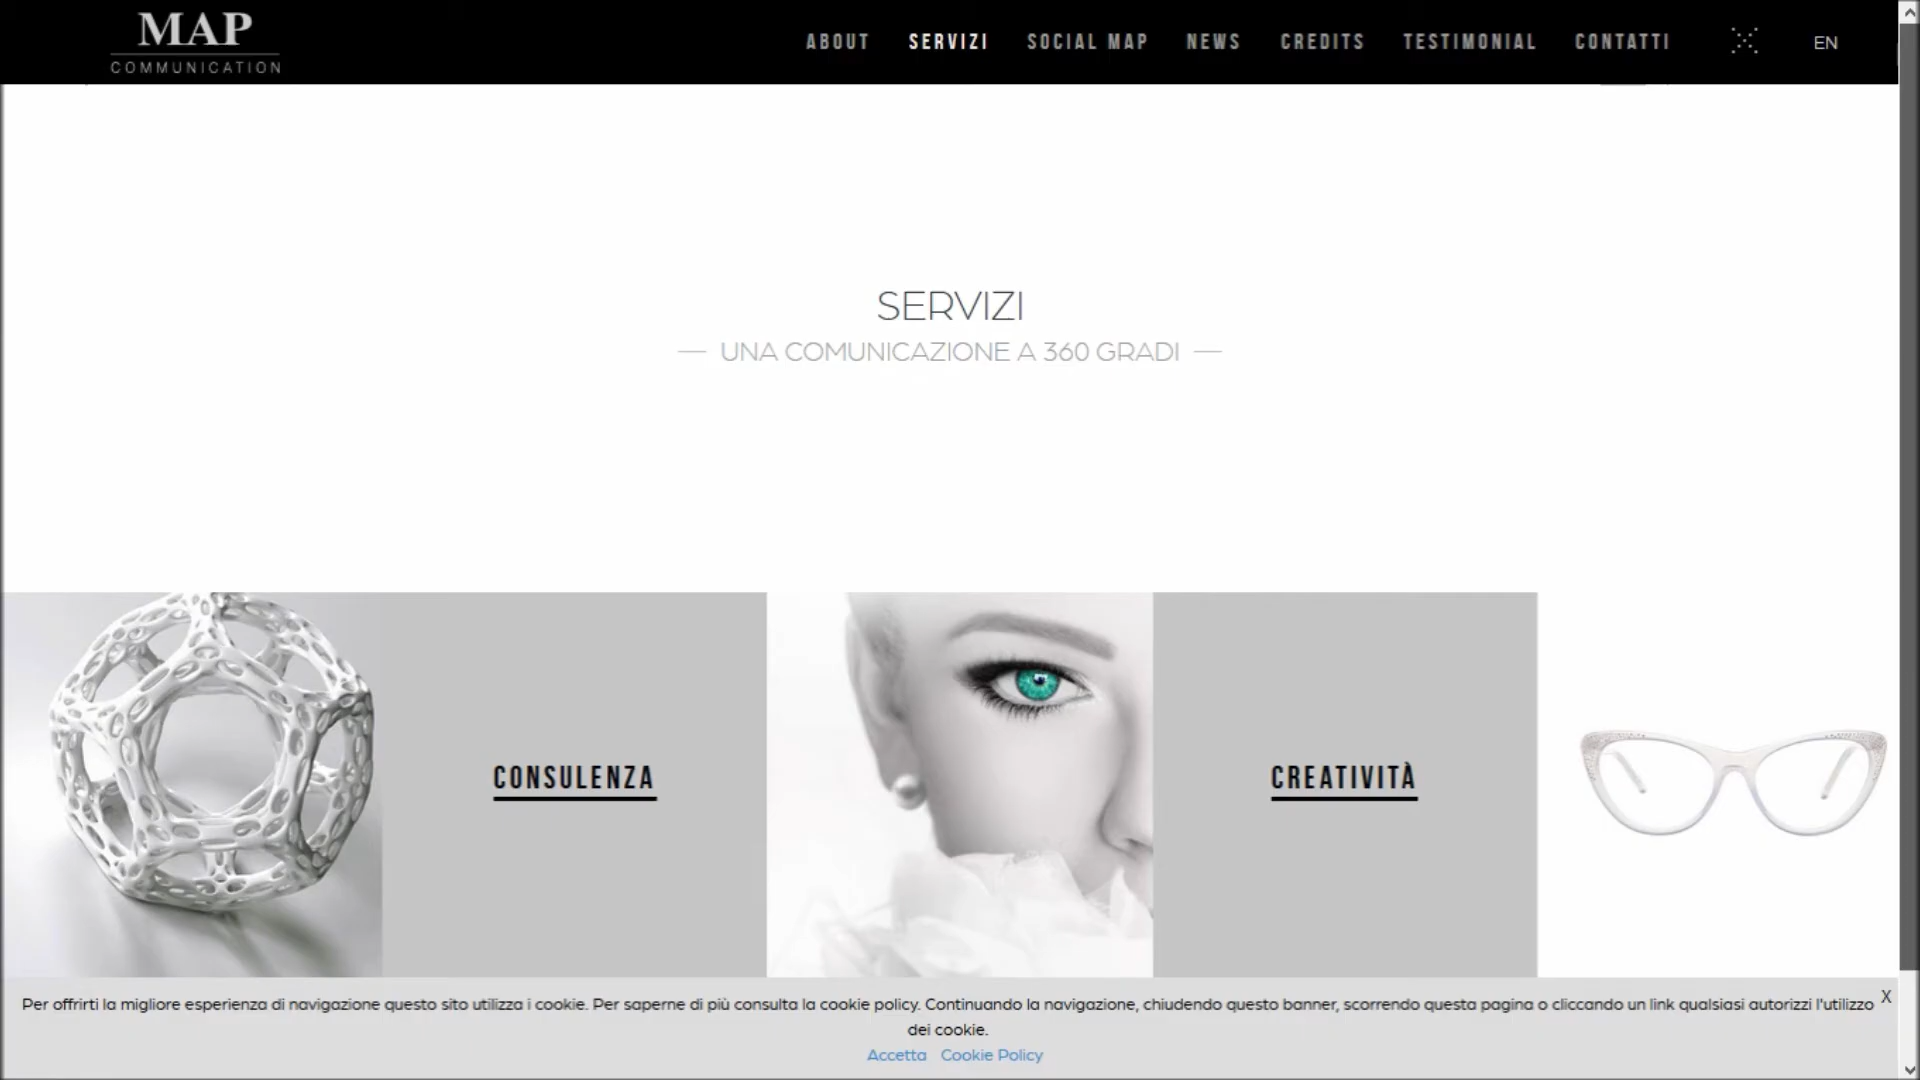 MAP
COMMUNICATION
ABOUT SERVIZI SOCIAL MAP NEWS CREDITS TESTIMONIAL CONTATTI EN
SERVIZI
— UNA COMUNICAZIONE A 360 GRADI —
CONSULENZA
CREATIVITÀ
Per offrirti la migliore esperienza di navigazione questo sito utilizza i cookie. Per saperne di più consulta la cookie policy. Continuando la navigazione, chiudendo questo banner, scorrendo questa pagina o cliccando un link qualsiasi autorizzi l'utilizzo X
dei cookie.
Accetta Cookie Policy